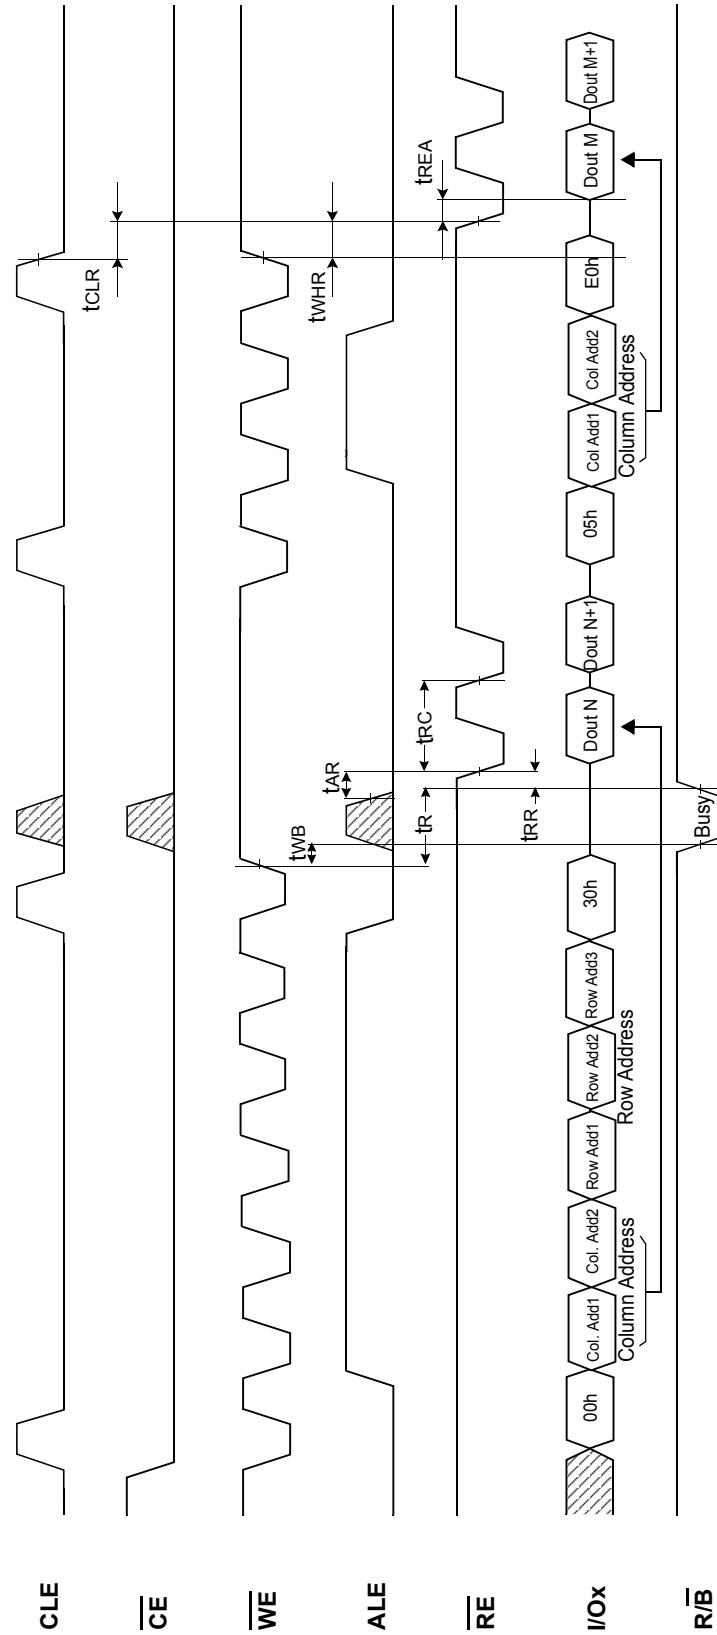 CLE
CE
WE
ALE
RE
I/Ox
R/B
tCLR
tWHR
tWB
tAR
tREA
tRC
tR
tRR
00h
Col. Add1
Col. Add2
Row Add1
Row Add2
Row Add3
30h
Dout N
Dout N+1
05h
Col Add1
Col Add2
E0h
Dout M
Dout M+1
Column Address
Row Address
Column Address
Busy